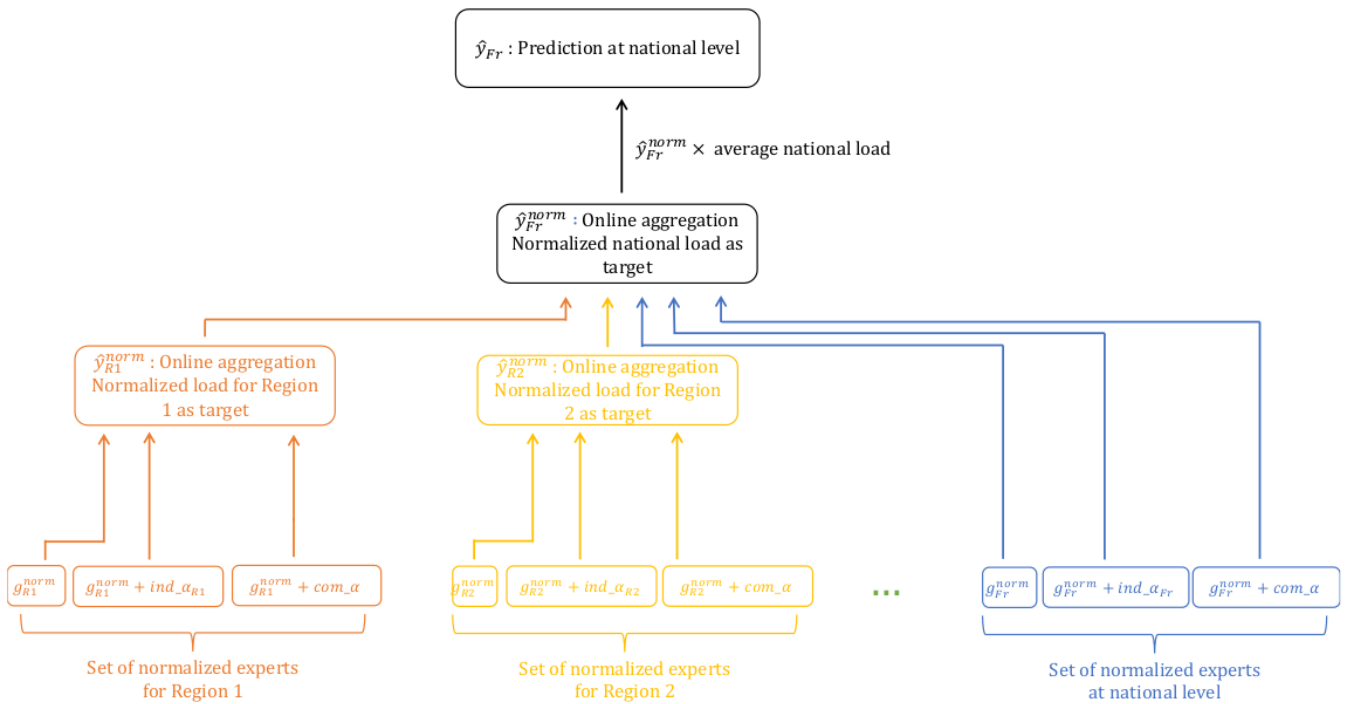 ŷ_Fr : Prediction at national level
ŷ_Fr^norm × average national load
ŷ_Fr^norm : Online aggregation
Normalized national load as
target
ŷ_R1^norm : Online aggregation
Normalized load for Region
1 as target
ŷ_R2^norm : Online aggregation
Normalized load for Region
2 as target
g_R1^norm
g_R1^norm + ind_α_R1
g_R1^norm + com_α
g_R2^norm
g_R2^norm + ind_α_R2
g_R2^norm + com_α
...
g_Fr^norm
g_Fr^norm + ind_α_Fr
g_Fr^norm + com_α
Set of normalized experts
for Region 1
Set of normalized experts
for Region 2
Set of normalized experts
at national level